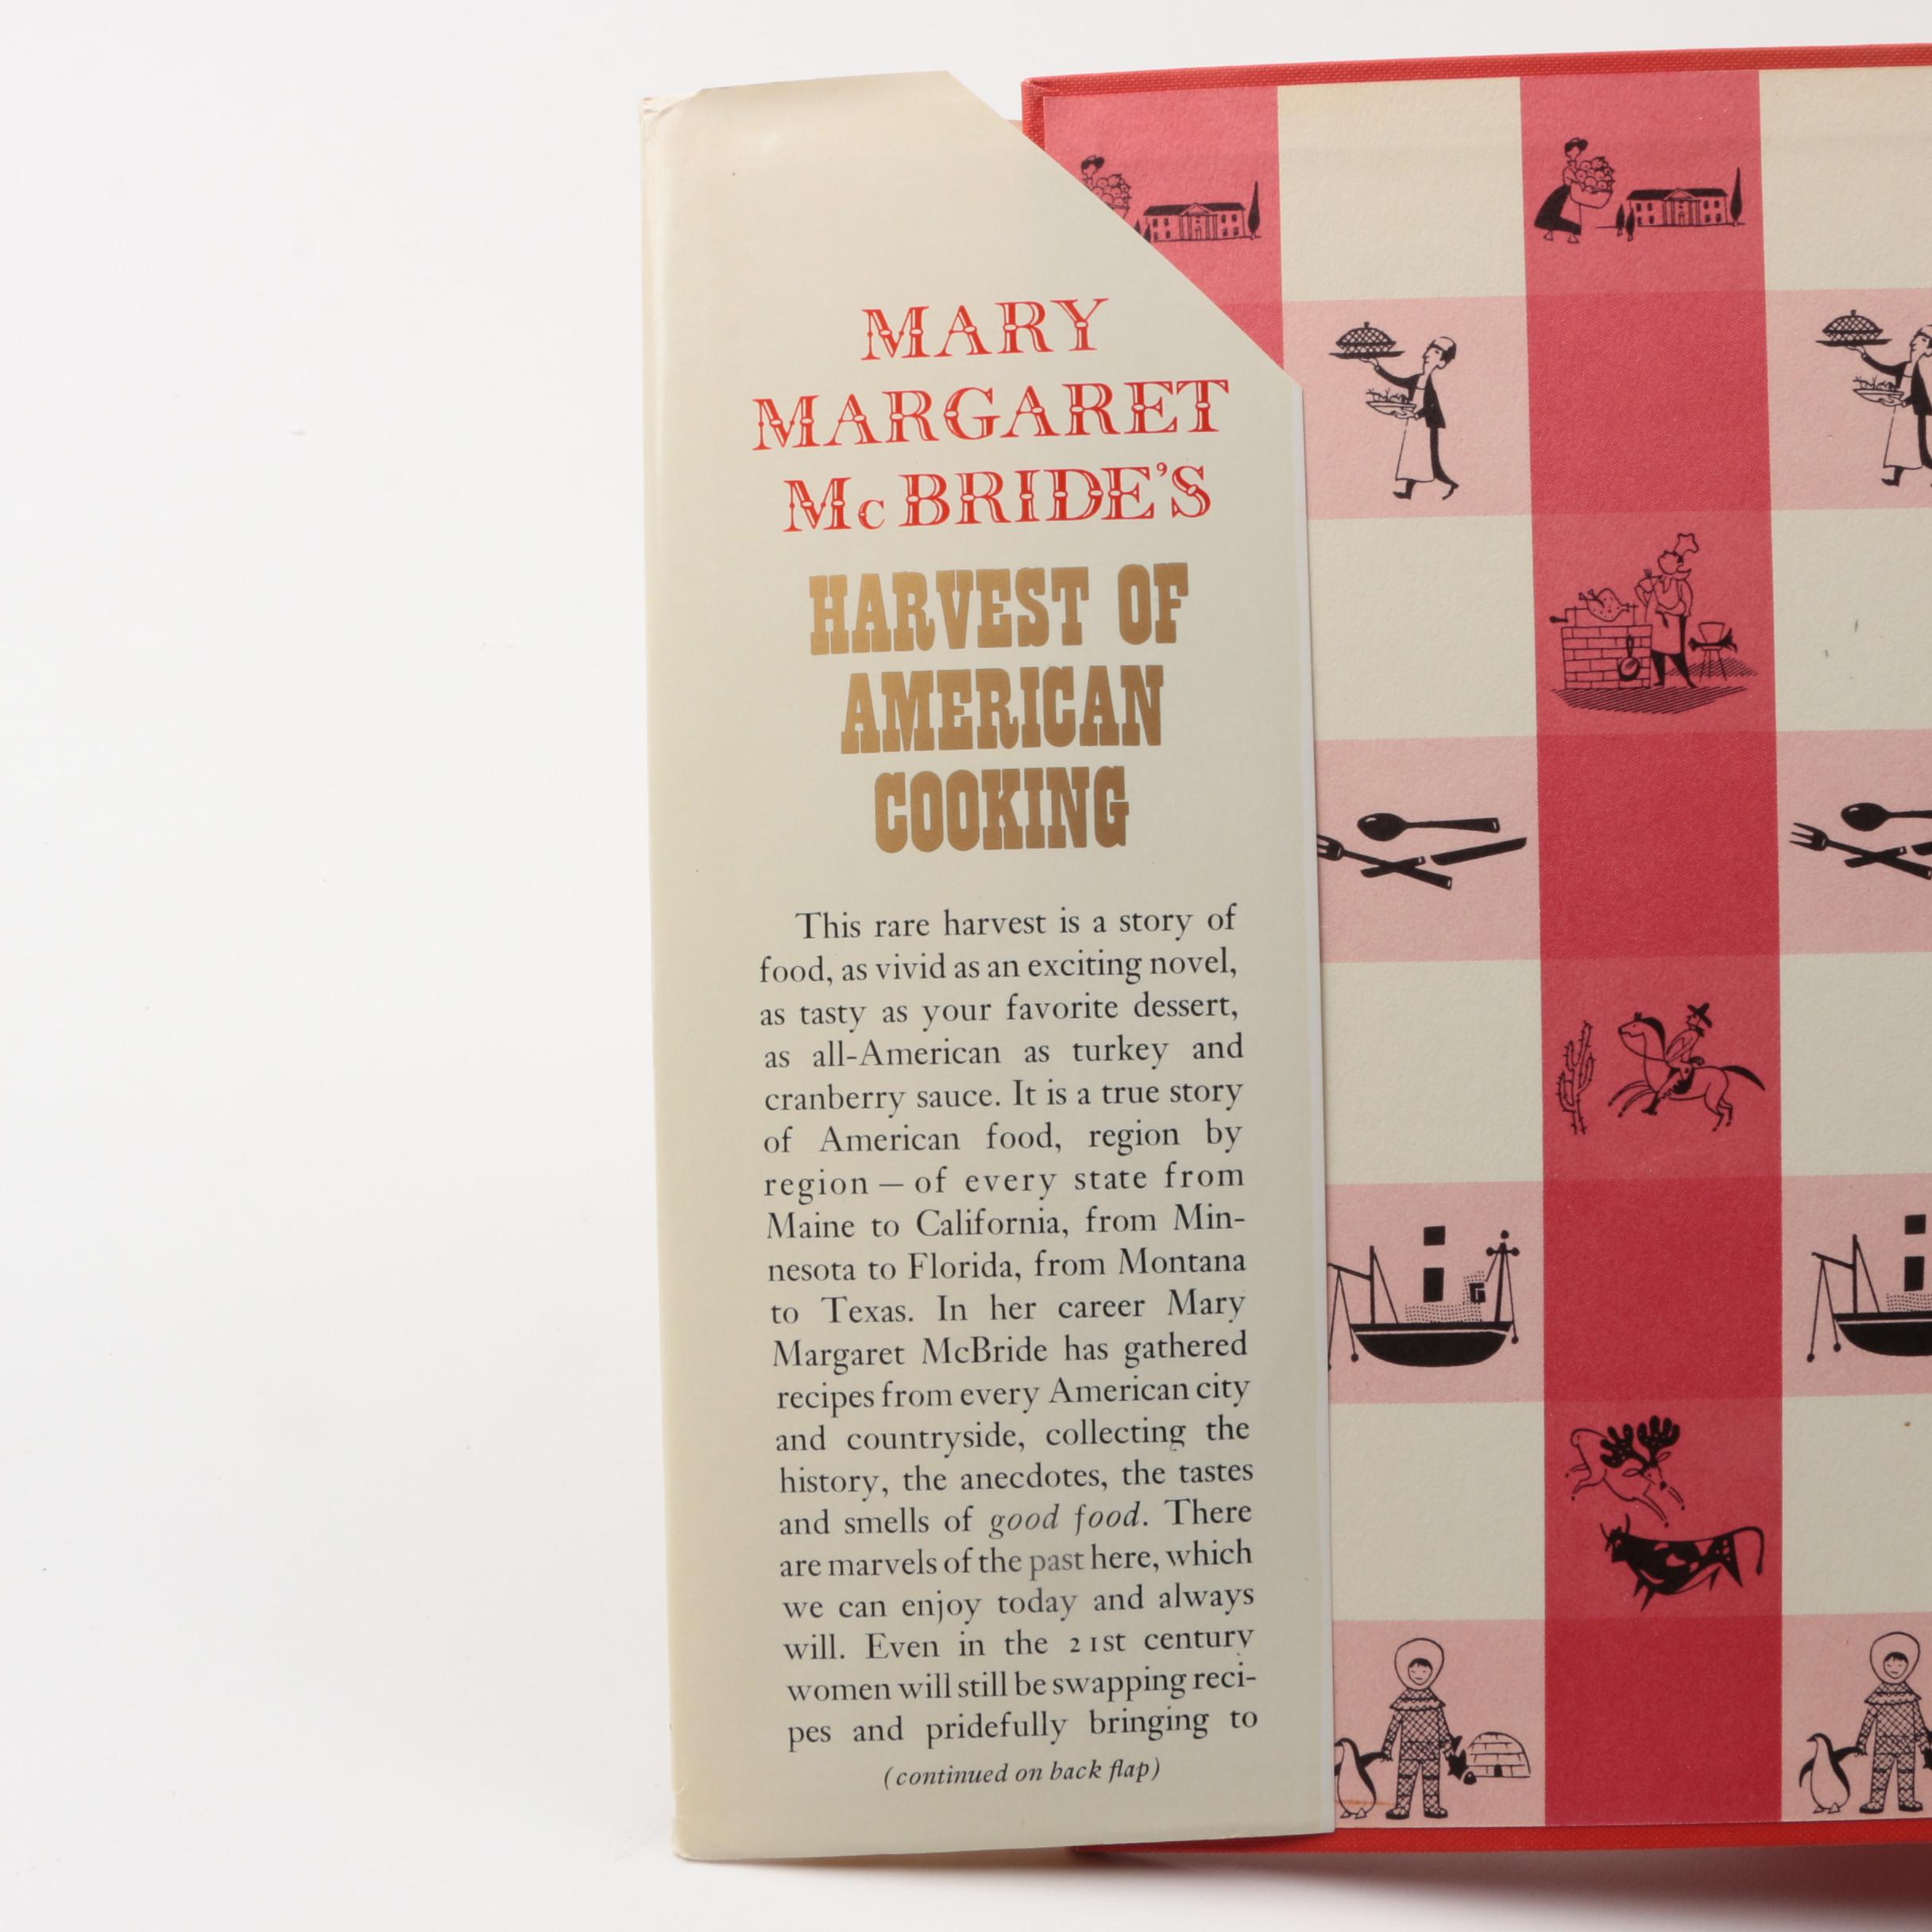 MARY
MARGARET
Mc BRIDE'S
HARVEST OF
AMERICAN
COOKING
This rare harvest is a story of
food, as vivid as an exciting novel,
as tasty as your favorite dessert,
as all-American as turkey and
cranberry sauce. It is a true story
of American food, region by
region — of every state from
Maine to California, from Min-
nesota to Florida, from Montana
to Texas. In her career Mary
Margaret McBride has gathered
recipes from every American city
and countryside, collecting the
history, the anecdotes, the tastes
and smells of good food. There
are marvels of the past here, which
we can enjoy today and always
will. Even in the 21st century
women will still be swapping reci-
pes and pridefully bringing to
(continued on back flap)